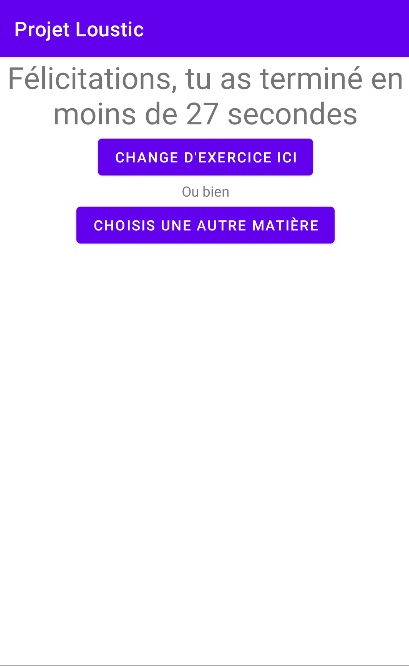 Projet Loustic
Félicitations, tu as terminé en
moins de 27 secondes
CHANGE D'EXERCICE ICI
Ou bien
CHOISIS UNE AUTRE MATIÈRE